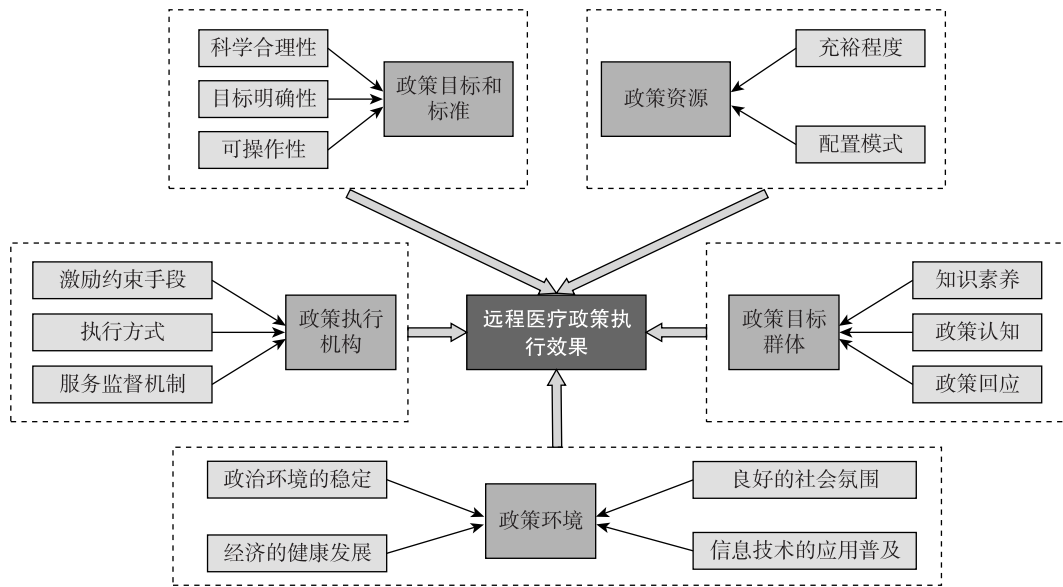 科学合理性
目标明确性
可操作性
政策目标和
标准
政策资源
充裕程度
配置模式
激励约束手段
执行方式
服务监督机制
政策执行
机构
远程医疗政策执
行效果
政策目标
群体
知识素养
政策认知
政策回应
政治环境的稳定
经济的健康发展
政策环境
良好的社会氛围
信息技术的应用普及